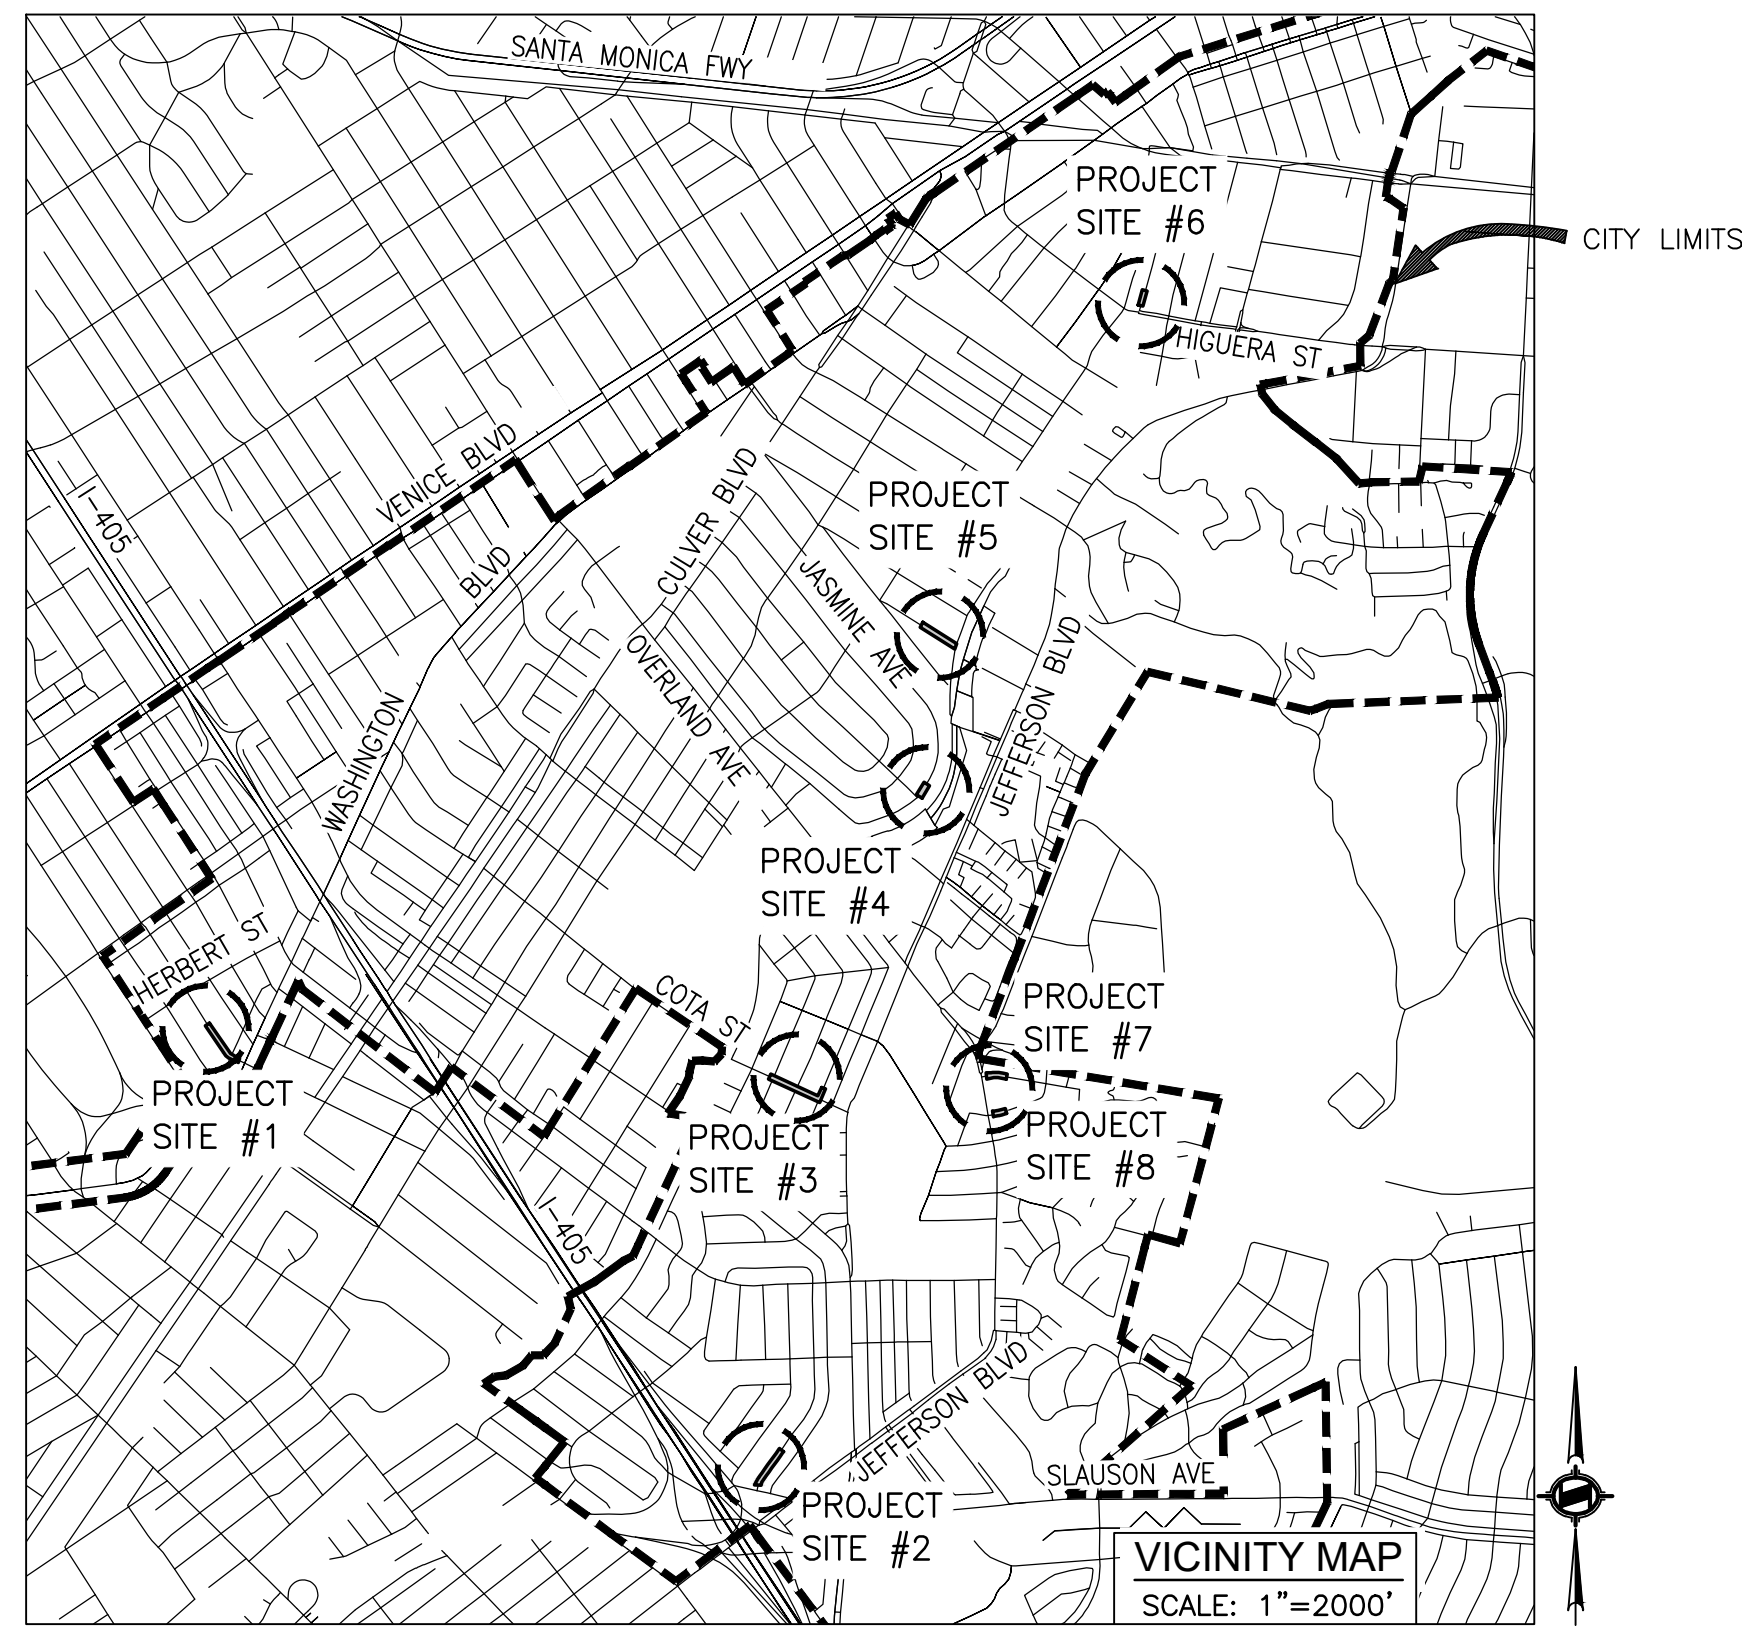 SANTA MONICA FWY
PROJECT
SITE #6
CITY LIMITS
HIGUERA ST
VENICE BLVD
I-405
CULVER BLVD
PROJECT
SITE #5
BLVD
JASMINE AVE
OVERLAND AVE
JEFFERSON BLVD
WASHINGTON
PROJECT
SITE #4
HERBERT ST
COTA ST
PROJECT
SITE #7
PROJECT
SITE #1
PROJECT
SITE #3
PROJECT
SITE #8
I-405
JEFFERSON BLVD
SLAUSON AVE
PROJECT
SITE #2
VICINITY MAP
SCALE: 1"=2000'